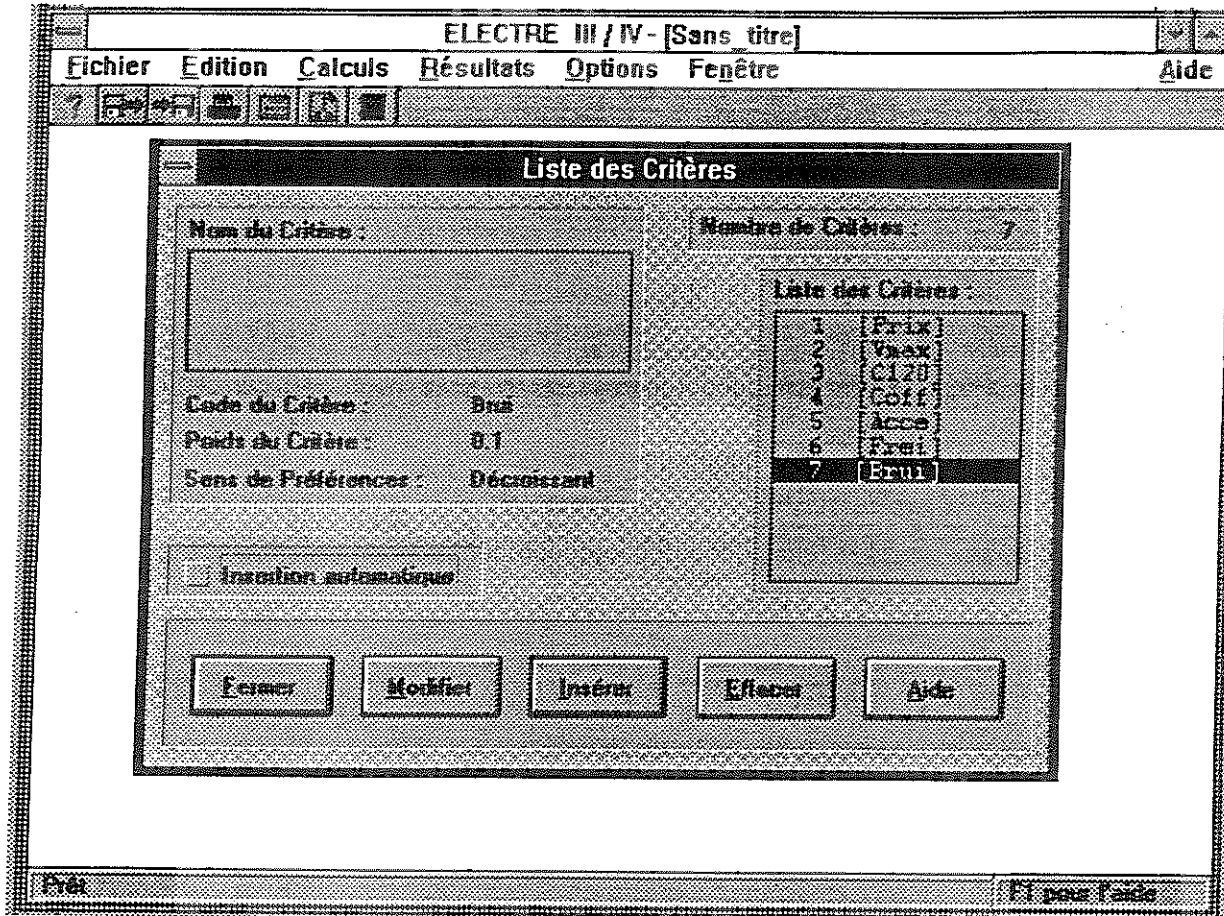 ELECTRE III / IV - [Sans_titre]
Fichier Edition Calculs Résultats Options Fenêtre Aide
?
Liste des Critères
Nom du Critère :
Nombre de Critères : 7
Liste des Critères :
1 [Prix]
2 [Vmax]
3 [C120]
4 [Coff]
5 [Acce]
6 [Frei]
7 [Brui]
Code du Critère : Brui
Poids du Critère : 0.1
Sens de Préférences : Décroissant
Insertion automatique
Fermer Modifier Insérer Effacer Aide
Prêt F1 pour l'aide